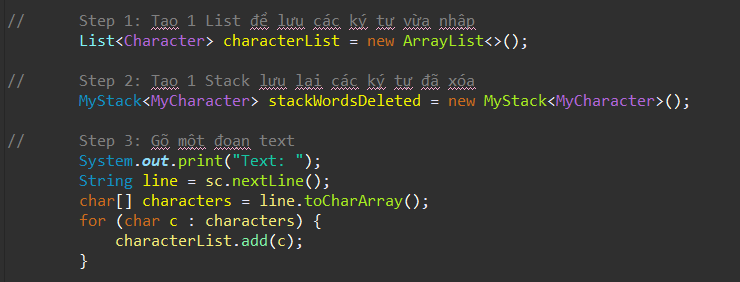 //      Step 1: Tạo 1 List để lưu các ký tự vừa nhập
        List<Character> characterList = new ArrayList<>();
//      Step 2: Tạo 1 Stack lưu lại các ký tự đã xóa
        MyStack<MyCharacter> stackWordsDeleted = new MyStack<MyCharacter>();
//      Step 3: Gõ một đoạn text
        System.out.print("Text: ");
        String line = sc.nextLine();
        char[] characters = line.toCharArray();
        for (char c : characters) {
            characterList.add(c);
        }